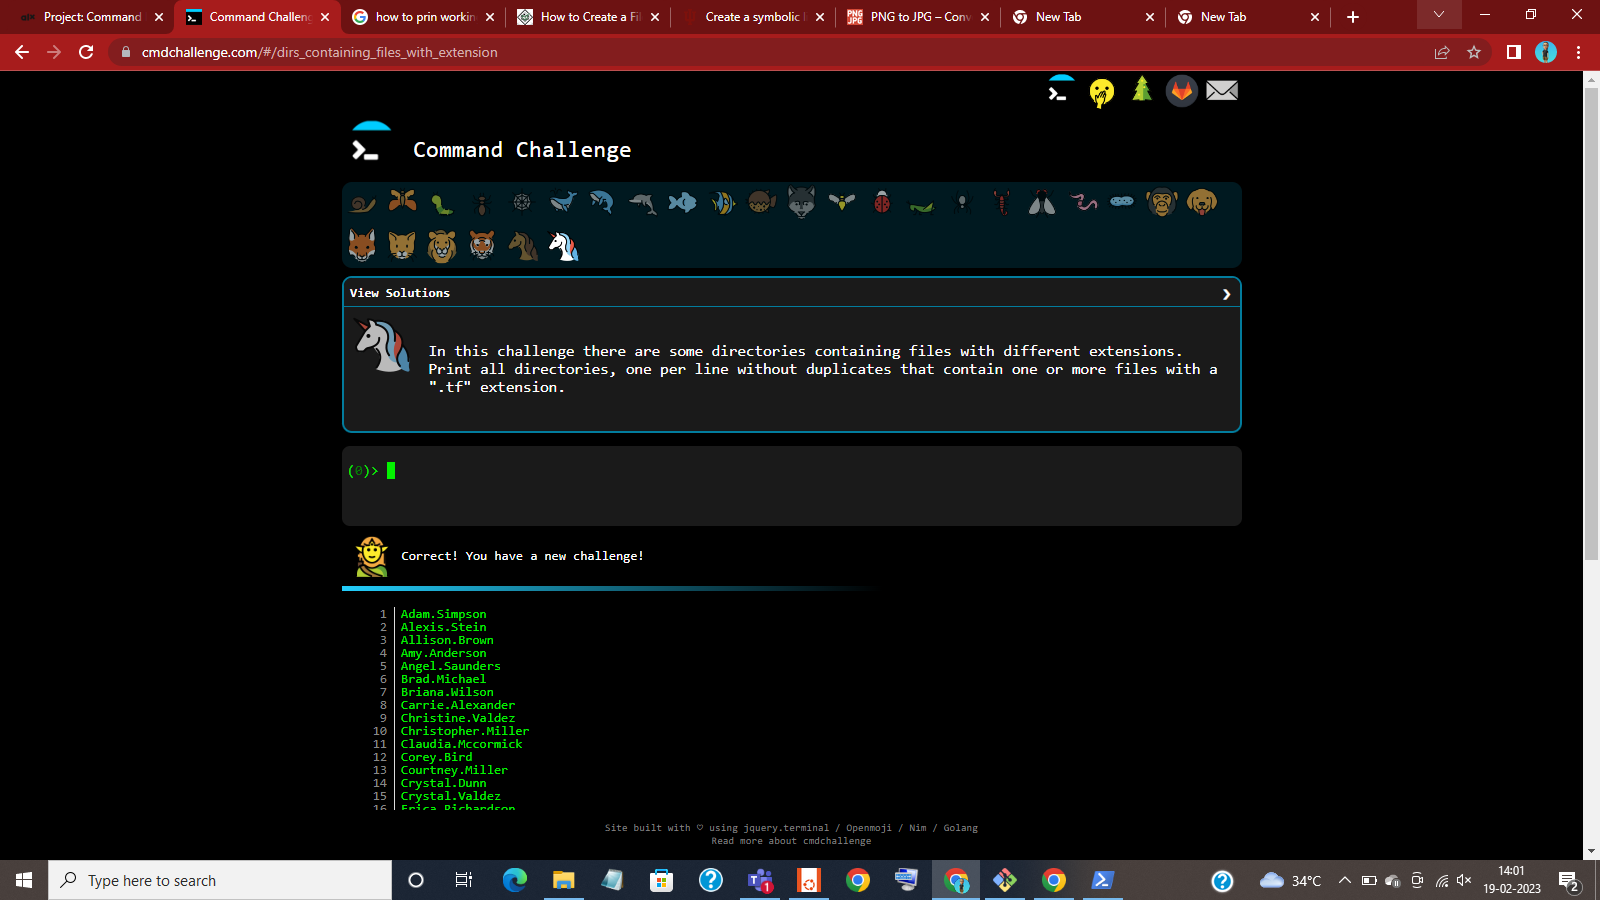 Project: Command
Command Challeng
how to prin workin
How to Create a Fil
Create a symbolic l
PNG to JPG – Conv
New Tab
New Tab
cmdchallenge.com/#/dirs_containing_files_with_extension
Command Challenge
View Solutions
In this challenge there are some directories containing files with different extensions.
Print all directories, one per line without duplicates that contain one or more files with a
".tf" extension.
(0)>
Correct! You have a new challenge!
1 Adam.Simpson
2 Alexis.Stein
3 Allison.Brown
4 Amy.Anderson
5 Angel.Saunders
6 Brad.Michael
7 Briana.Wilson
8 Carrie.Alexander
9 Christine.Valdez
10 Christopher.Miller
11 Claudia.Mccormick
12 Corey.Bird
13 Courtney.Miller
14 Crystal.Dunn
15 Crystal.Valdez
16 Erica.Richardson
Site built with ♡ using jquery.terminal / Openmoji / Nim / Golang
Read more about cmdchallenge
Type here to search
34°C
14:01
19-02-2023